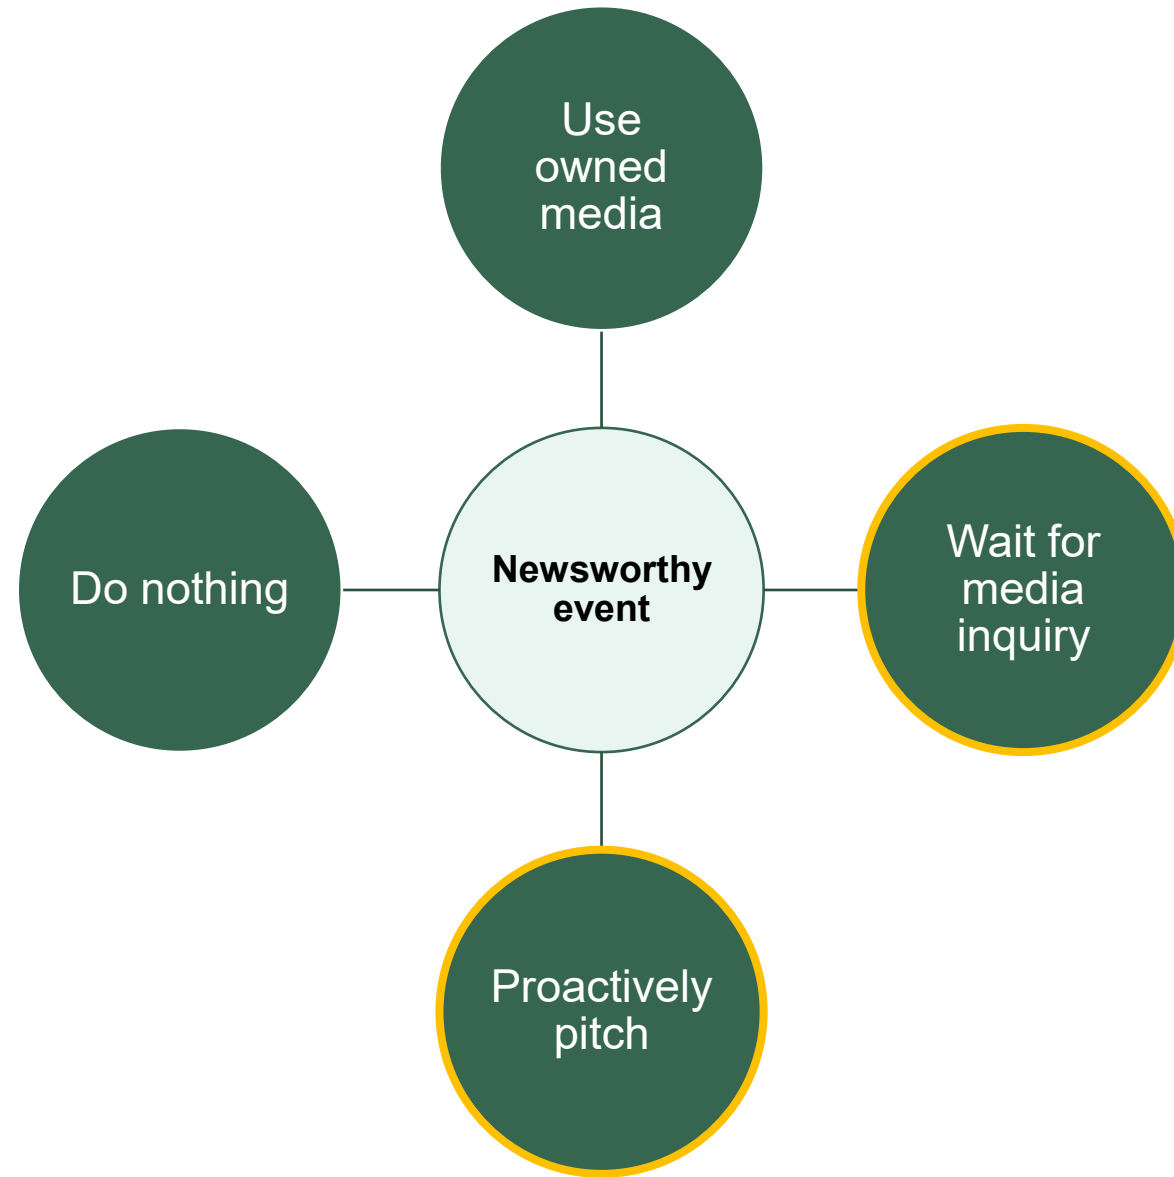 Use
owned
media
Wait for
media
inquiry
Do nothing
Newsworthy
event
Proactively
pitch